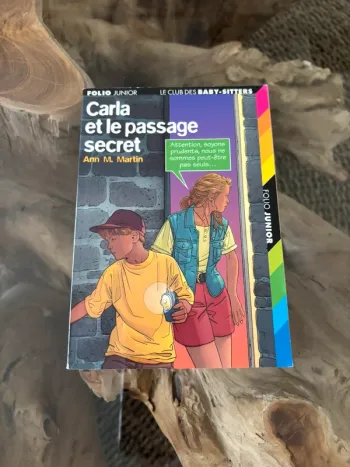 FOLIO JUNIOR
LE CLUB DES BABY-SITTERS
Carla
et le passage
secret
Ann M. Martin
Attention, soyons
prudents, nous ne
sommes peut-être
pas seuls...
FOLIO JUNIOR